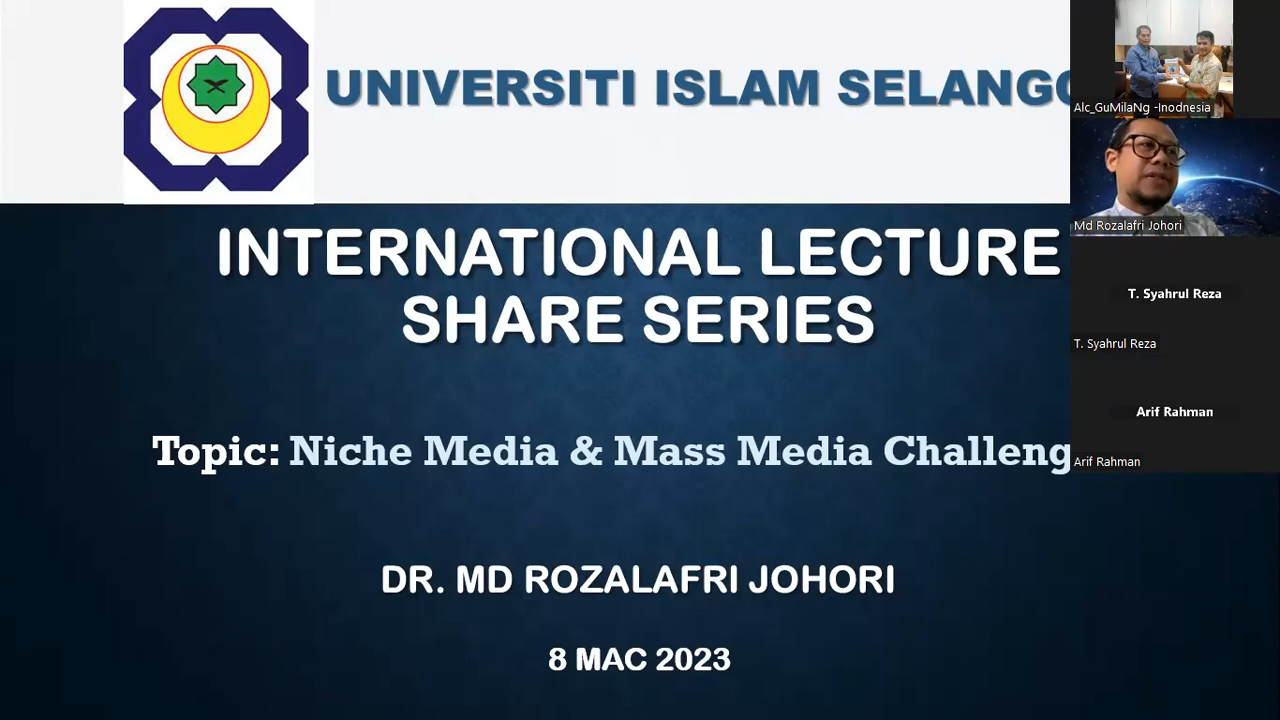 UNIVERSITI ISLAM SELANGO
INTERNATIONAL LECTURE
SHARE SERIES
Topic: Niche Media & Mass Media Challeng
DR. MD ROZALAFRI JOHORI
8 MAC 2023
Alc_GuMilaNg -Inodnesia
Md Rozalafri Johori
T. Syahrul Reza
T. Syahrul Reza
Arif Rahman
Arif Rahman